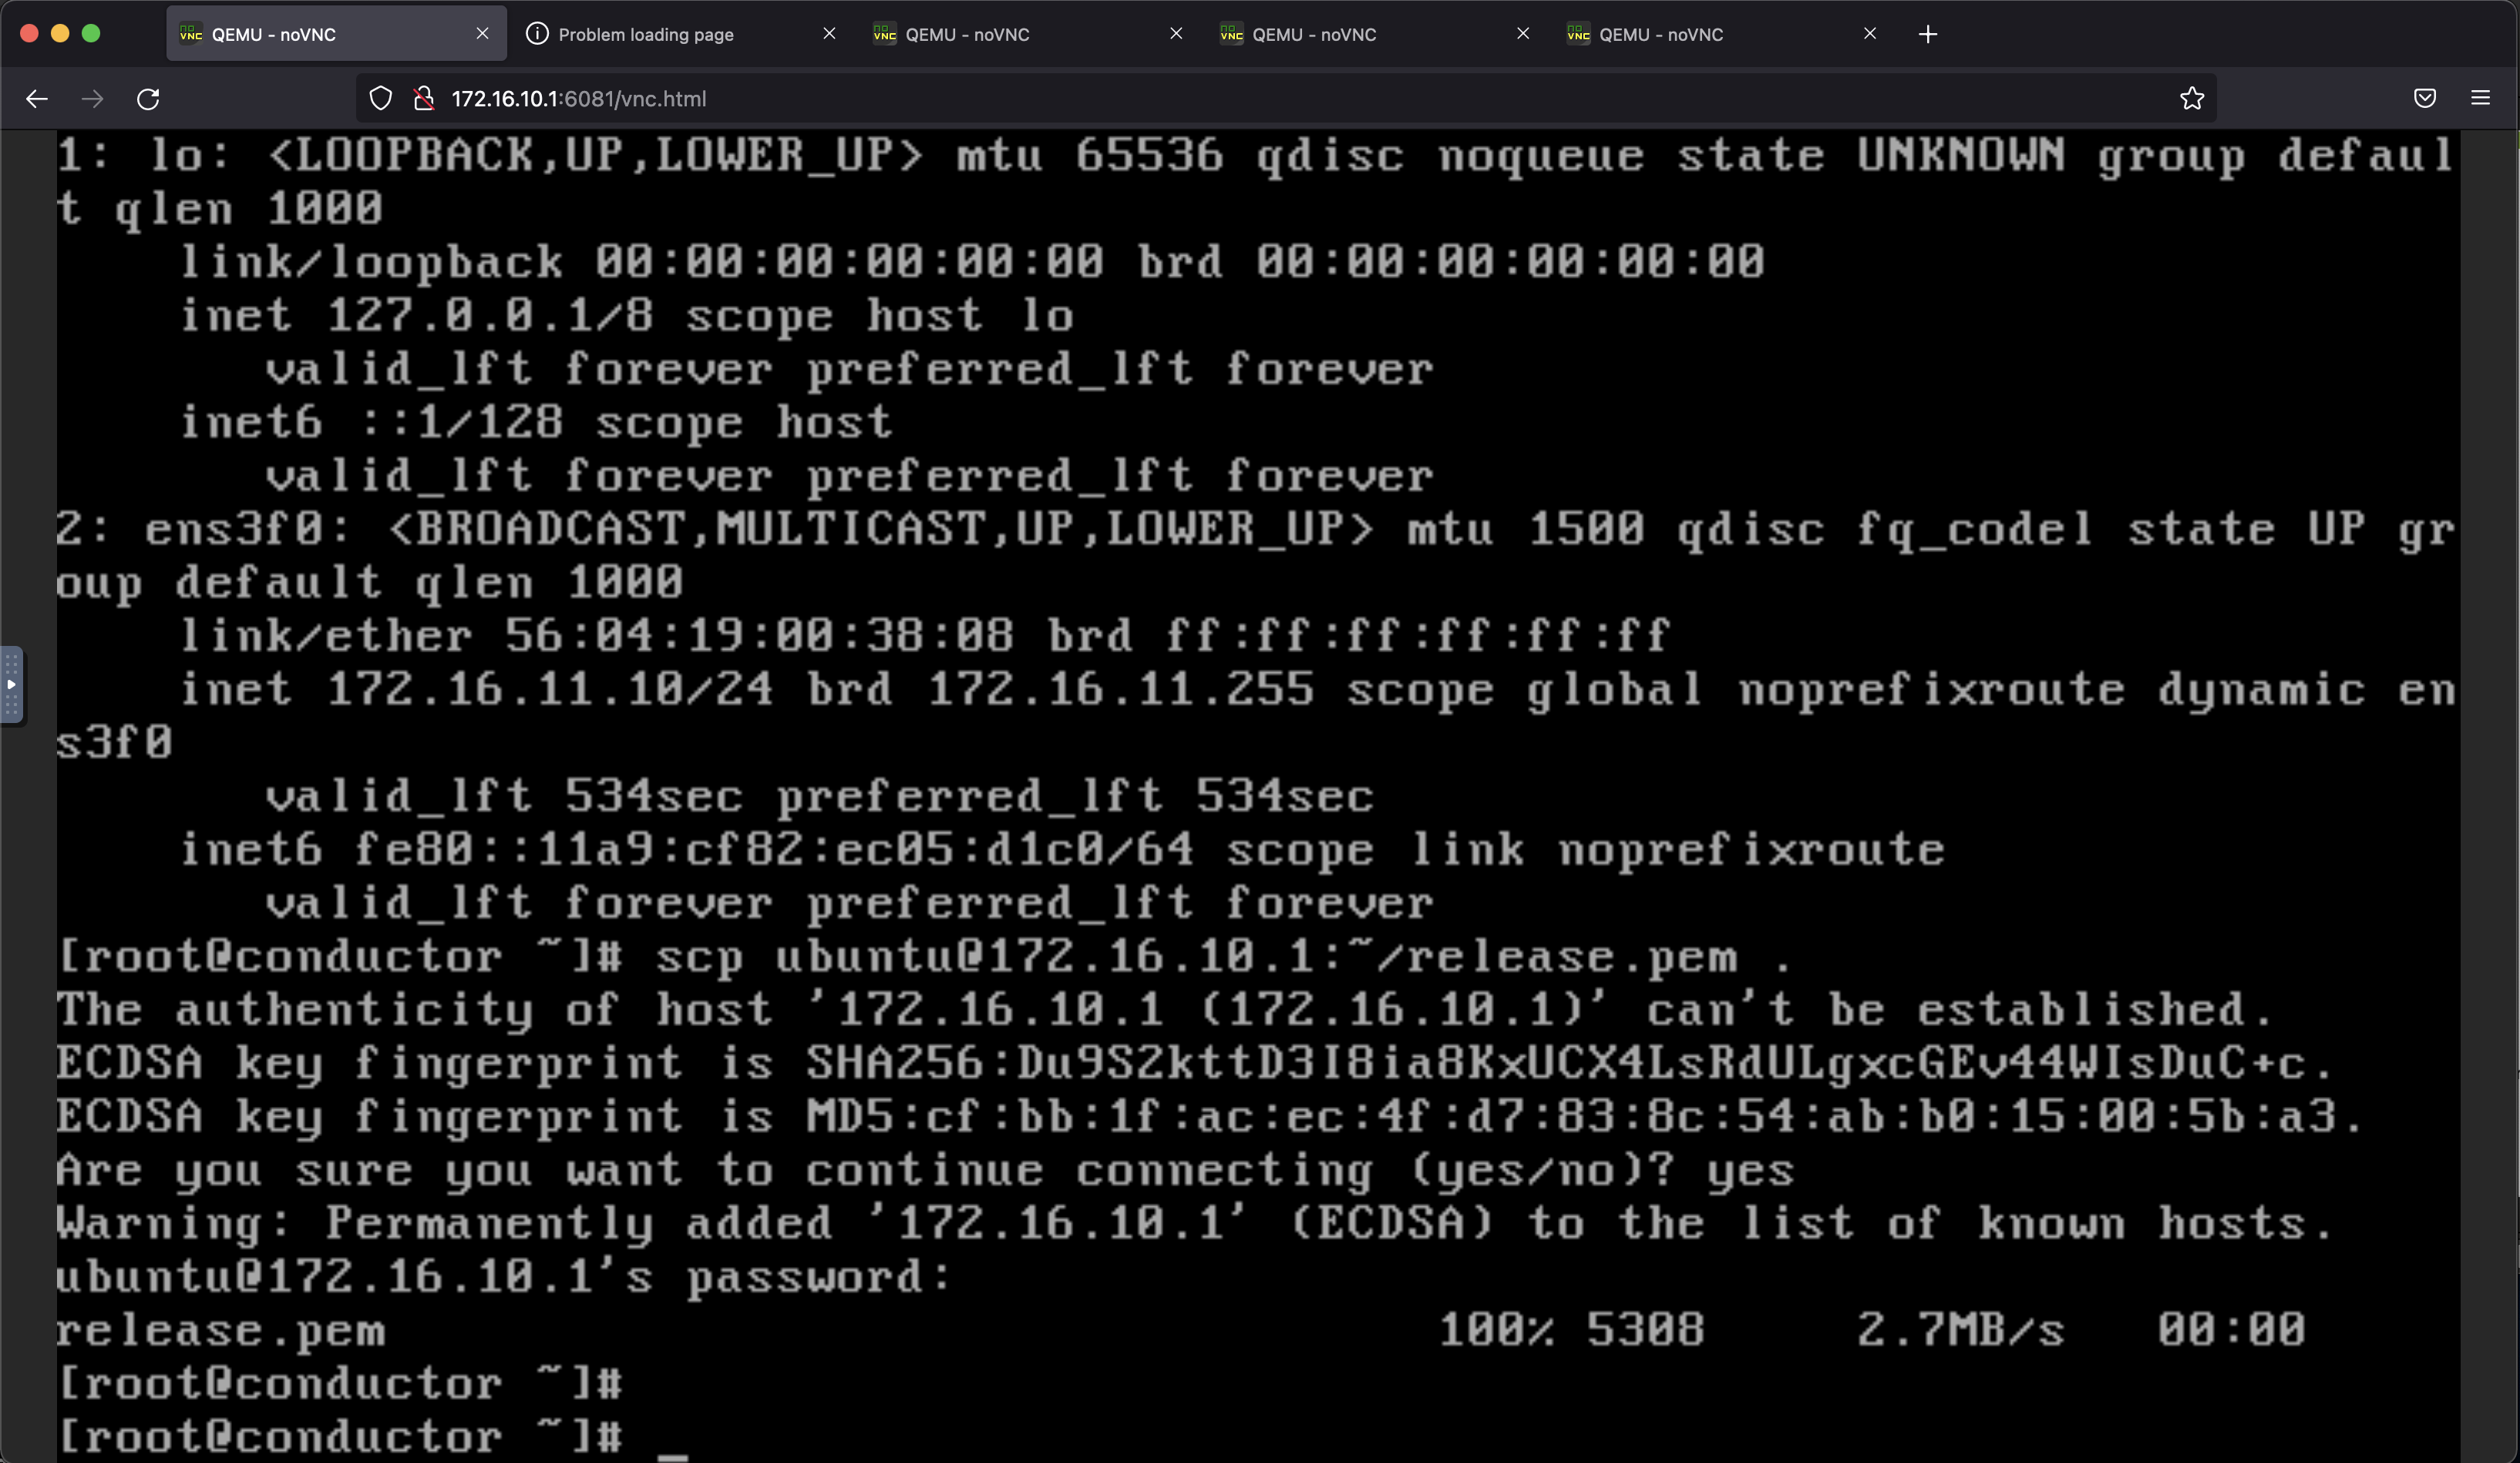 QEMU - noVNC
Problem loading page
QEMU - noVNC
QEMU - noVNC
QEMU - noVNC
172.16.10.1:6081/vnc.html
1: lo: <LOOPBACK,UP,LOWER_UP> mtu 65536 qdisc noqueue state UNKNOWN group defaul
t qlen 1000
    link/loopback 00:00:00:00:00:00 brd 00:00:00:00:00:00
    inet 127.0.0.1/8 scope host lo
       valid_lft forever preferred_lft forever
    inet6 ::1/128 scope host
       valid_lft forever preferred_lft forever
2: ens3f0: <BROADCAST,MULTICAST,UP,LOWER_UP> mtu 1500 qdisc fq_codel state UP gr
oup default qlen 1000
    link/ether 56:04:19:00:38:08 brd ff:ff:ff:ff:ff:ff
    inet 172.16.11.10/24 brd 172.16.11.255 scope global noprefixroute dynamic en
s3f0
       valid_lft 534sec preferred_lft 534sec
    inet6 fe80::11a9:cf82:ec05:d1c0/64 scope link noprefixroute
       valid_lft forever preferred_lft forever
[root@conductor ~]# scp ubuntu@172.16.10.1:~/release.pem .
The authenticity of host '172.16.10.1 (172.16.10.1)' can't be established.
ECDSA key fingerprint is SHA256:Du9S2kttD3I8ia8KxUCX4LsRdULgxcGEv44WIsDuC+c.
ECDSA key fingerprint is MD5:cf:bb:1f:ac:ec:4f:d7:83:8c:54:ab:b0:15:00:5b:a3.
Are you sure you want to continue connecting (yes/no)? yes
Warning: Permanently added '172.16.10.1' (ECDSA) to the list of known hosts.
ubuntu@172.16.10.1's password:
release.pem 100% 5308 2.7MB/s 00:00
[root@conductor ~]#
[root@conductor ~]# _